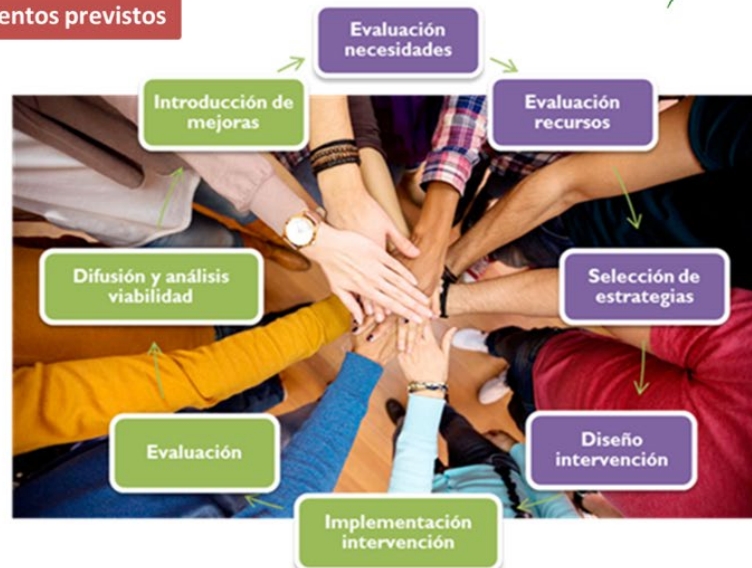 entos previstos
Evaluación
necesidades
Introducción de
mejoras
Evaluación
recursos
Difusión y análisis
viabilidad
Selección de
estrategias
Evaluación
Diseño
intervención
Implementación
intervención